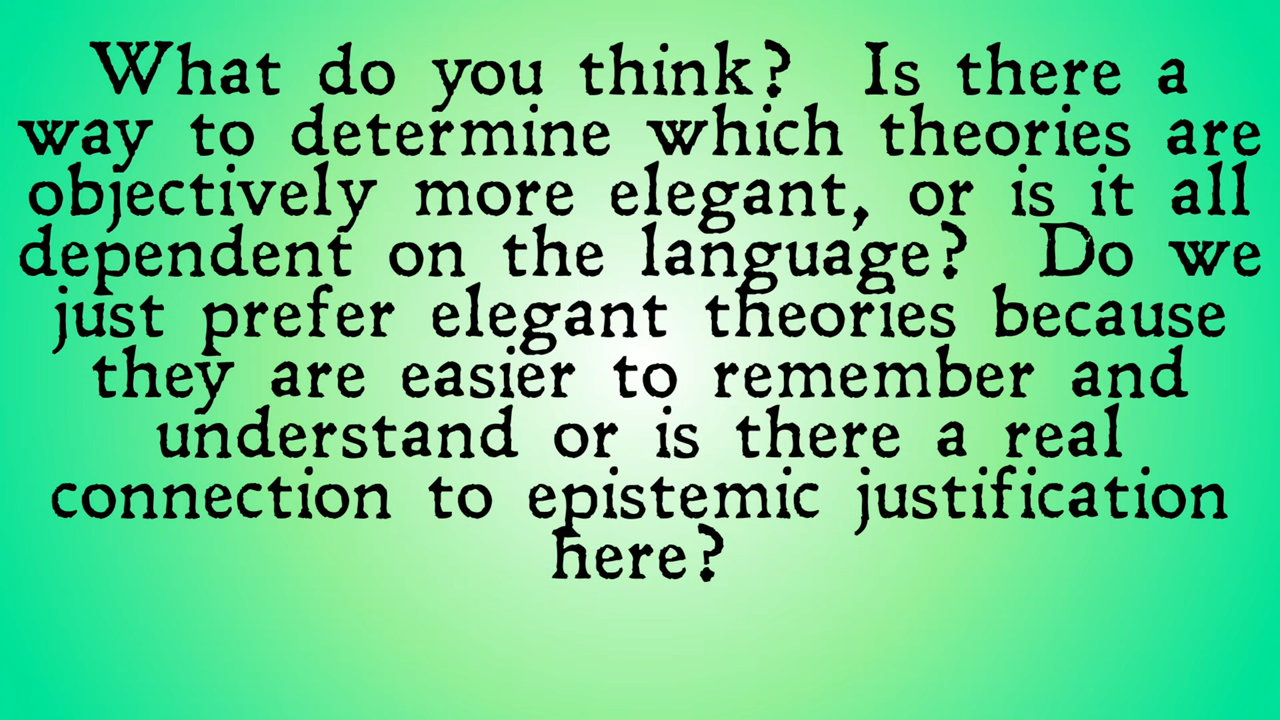 What do you think? Is there a
way to determine which theories are
objectively more elegant, or is it all
dependent on the language? Do we
just prefer elegant theories because
they are easier to remember and
understand or is there a real
connection to epistemic justification
here?